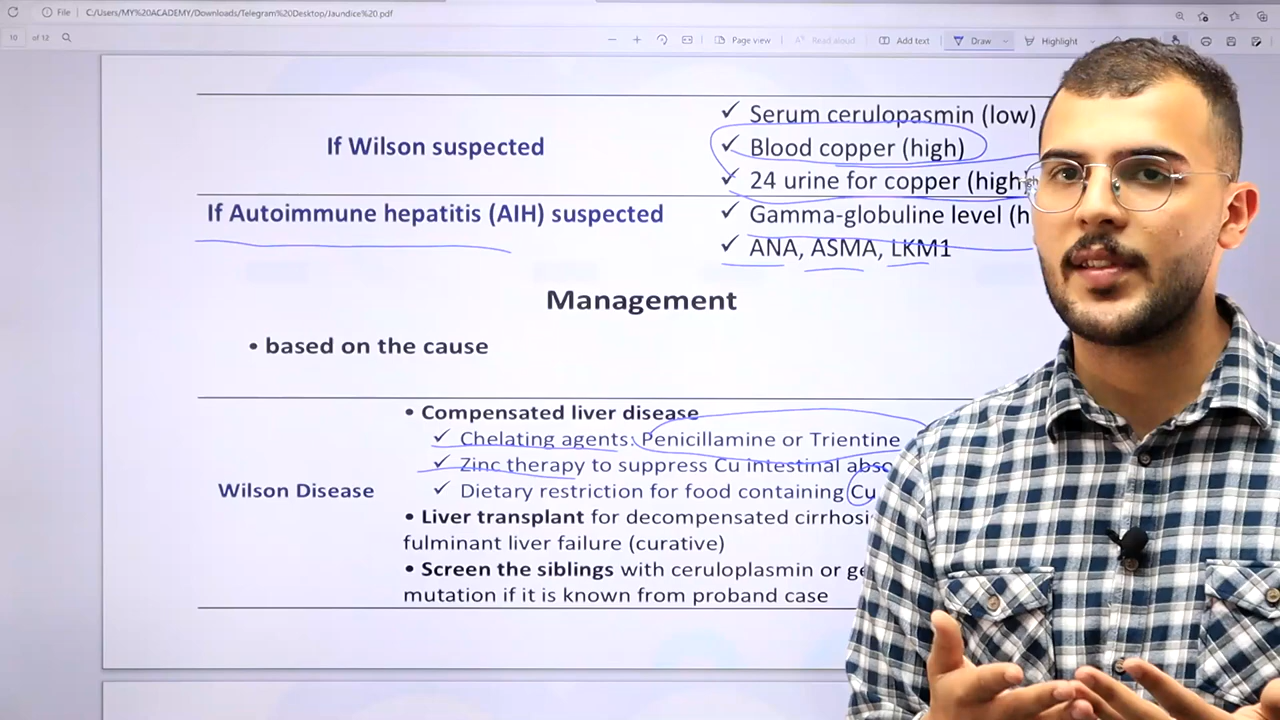 File
C:/Users/MY%20ACADEMY/Downloads/Telegram%20Desktop/Jaundice%20.pdf
10 of 12
Page view
Read aloud
Add text
Draw
Highlight
If Wilson suspected
✓ Serum cerulopasmin (low)
✓ Blood copper (high)
✓ 24 urine for copper (high
If Autoimmune hepatitis (AIH) suspected
✓ Gamma-globuline level (h
✓ ANA, ASMA, LKM1
Management
• based on the cause
Wilson Disease
• Compensated liver disease
✓ Chelating agents: Penicillamine or Trientine
✓ Zinc therapy to suppress Cu intestinal abso
✓ Dietary restriction for food containing Cu
• Liver transplant for decompensated cirrhosi
fulminant liver failure (curative)
• Screen the siblings with ceruloplasmin or ge
mutation if it is known from proband case